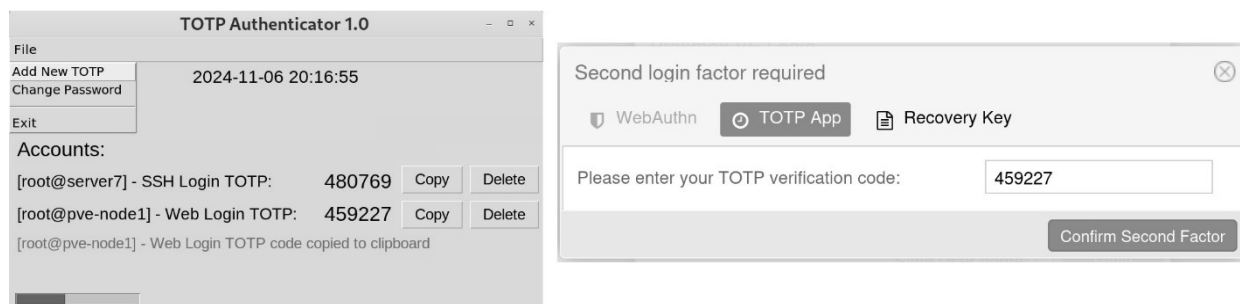 TOTP Authenticator 1.0
File
Add New TOTP
Change Password
Exit
2024-11-06 20:16:55
Accounts:
[root@server7] - SSH Login TOTP: 480769 Copy Delete
[root@pve-node1] - Web Login TOTP: 459227 Copy Delete
[root@pve-node1] - Web Login TOTP code copied to clipboard
Second login factor required
WebAuthn TOTP App Recovery Key
Please enter your TOTP verification code: 459227
Confirm Second Factor